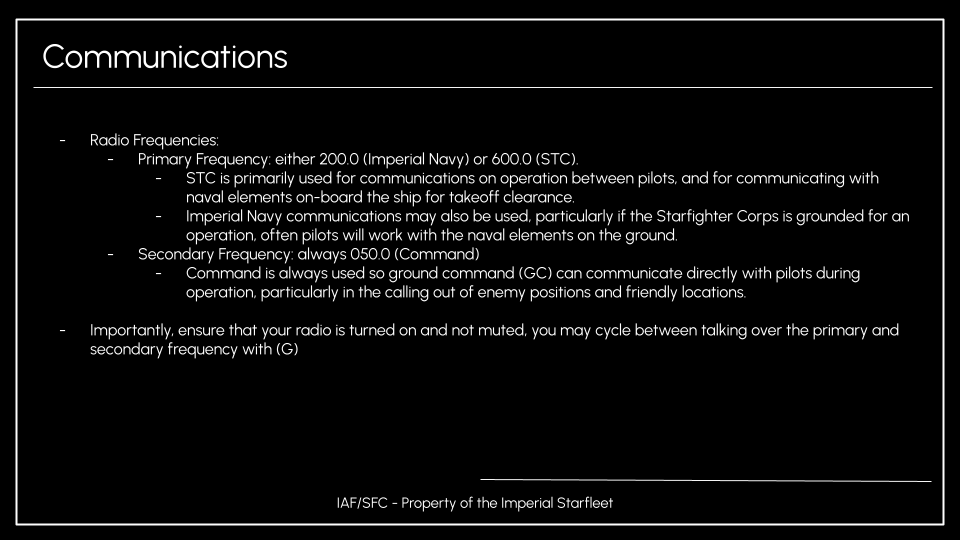 Communications
- Radio Frequencies:
- Primary Frequency: either 200.0 (Imperial Navy) or 600.0 (STC).
- STC is primarily used for communications on operation between pilots, and for communicating with
naval elements on-board the ship for takeoff clearance.
- Imperial Navy communications may also be used, particularly if the Starfighter Corps is grounded for an
operation, often pilots will work with the naval elements on the ground.
- Secondary Frequency: always 050.0 (Command)
- Command is always used so ground command (GC) can communicate directly with pilots during
operation, particularly in the calling out of enemy positions and friendly locations.
- Importantly, ensure that your radio is turned on and not muted, you may cycle between talking over the primary and
secondary frequency with (G)
IAF/SFC - Property of the Imperial Starfleet